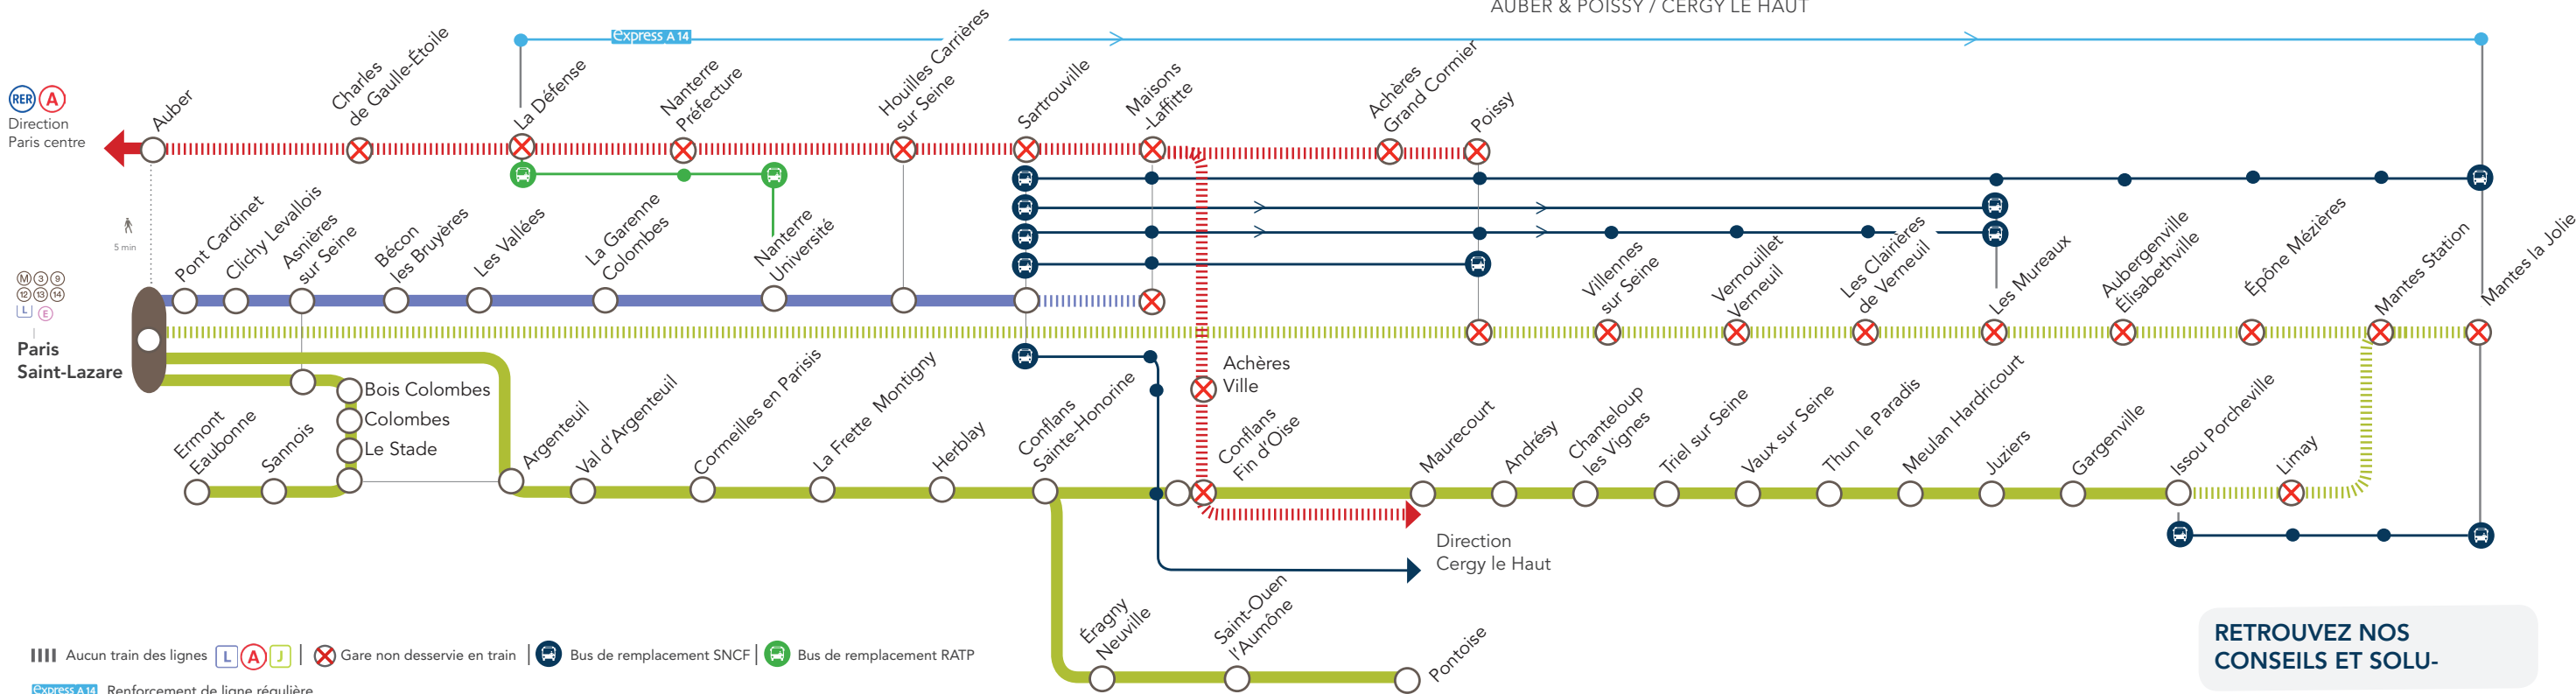 AUBER & POISSY / CERGY LE HAUT
express A 14
RER A
Direction
Paris centre
Auber
Charles
de Gaulle-Étoile
La Défense
Nanterre
Préfecture
Houilles Carrières
sur Seine
Sartrouville
Maisons
-Laffitte
Achères
Grand Cormier
Poissy
5 min
Pont Cardinet
Clichy Levallois
Asnières
sur Seine
Bécon
les Bruyères
Les Vallées
La Garenne
Colombes
Nanterre
Université
Villennes
sur Seine
Vernouillet
Verneuil
Les Clairières
de Verneuil
Les Mureaux
Aubergenville
Élisabethville
Épône Mézières
Mantes Station
Mantes la Jolie
M 3 9
12 13 14
L E
Paris
Saint-Lazare
Bois Colombes
Colombes
Le Stade
Ermont
Eaubonne
Sannois
Argenteuil
Val d'Argenteuil
Cormeilles en Parisis
La Frette Montigny
Herblay
Conflans
Sainte-Honorine
Achères
Ville
Conflans
Fin d'Oise
Maurecourt
Andrésy
Chanteloup
les Vignes
Triel sur Seine
Vaux sur Seine
Thun le Paradis
Meulan Hardricourt
Juziers
Gargenville
Issou Porcheville
Limay
Direction
Cergy le Haut
Éragny
Neuville
Saint-Ouen
l'Aumône
Pontoise
Aucun train des lignes L A J
Gare non desservie en train
Bus de remplacement SNCF
Bus de remplacement RATP
express A 14 Renforcement de ligne régulière
RETROUVEZ NOS
CONSEILS ET SOLU-